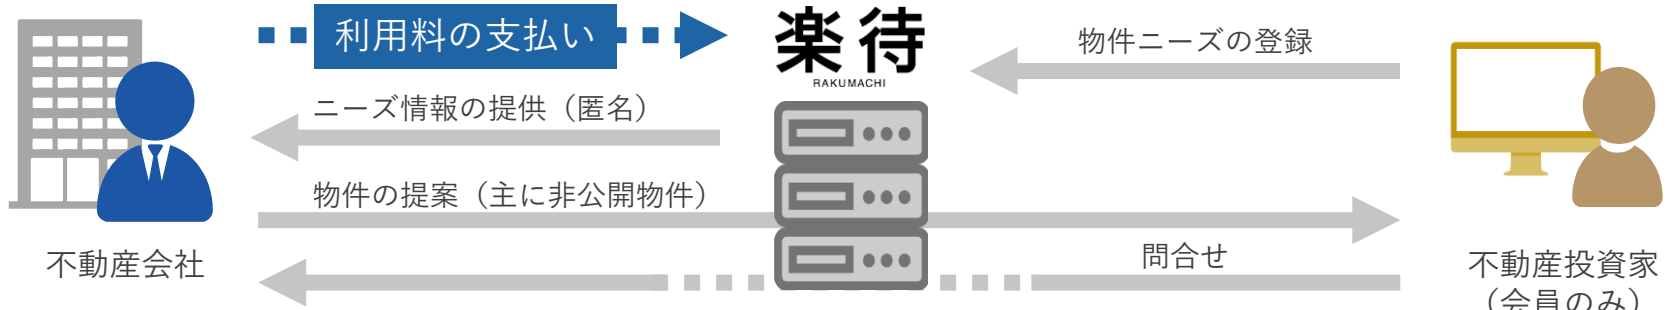 利用料の支払い
楽待
RAKUMACHI
物件ニーズの登録
ニーズ情報の提供（匿名）
物件の提案（主に非公開物件）
問合せ
不動産会社
不動産投資家
（会員のみ）